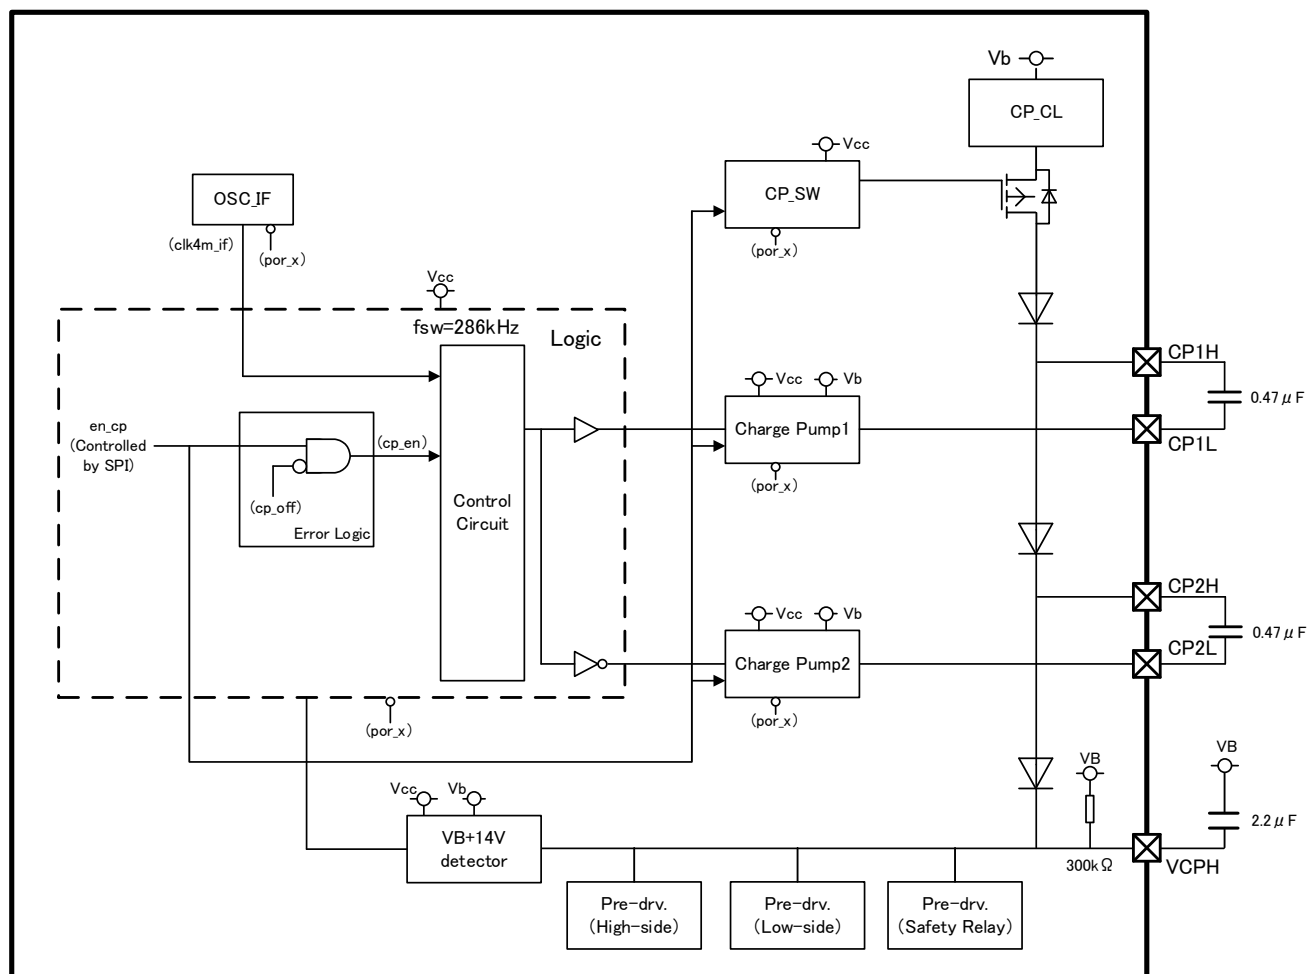 Vb
CP_CL
Vcc
CP_SW
(por_x)
OSC_IF
(clk4m_if)
(por_x)
Vcc
fsw=286kHz
Logic
CP1H
0.47μF
CP1L
Vcc
Vb
Charge Pump1
(por_x)
en_cp
(Controlled
by SPI)
(cp_en)
(cp_off)
Error Logic
Control
Circuit
CP2H
0.47μF
CP2L
Vcc
Vb
Charge Pump2
(por_x)
(por_x)
VB
VB
2.2μF
Vcc
Vb
VB+14V
detector
300kΩ
VCPH
Pre-drv.
(High-side)
Pre-drv.
(Low-side)
Pre-drv.
(Safety Relay)